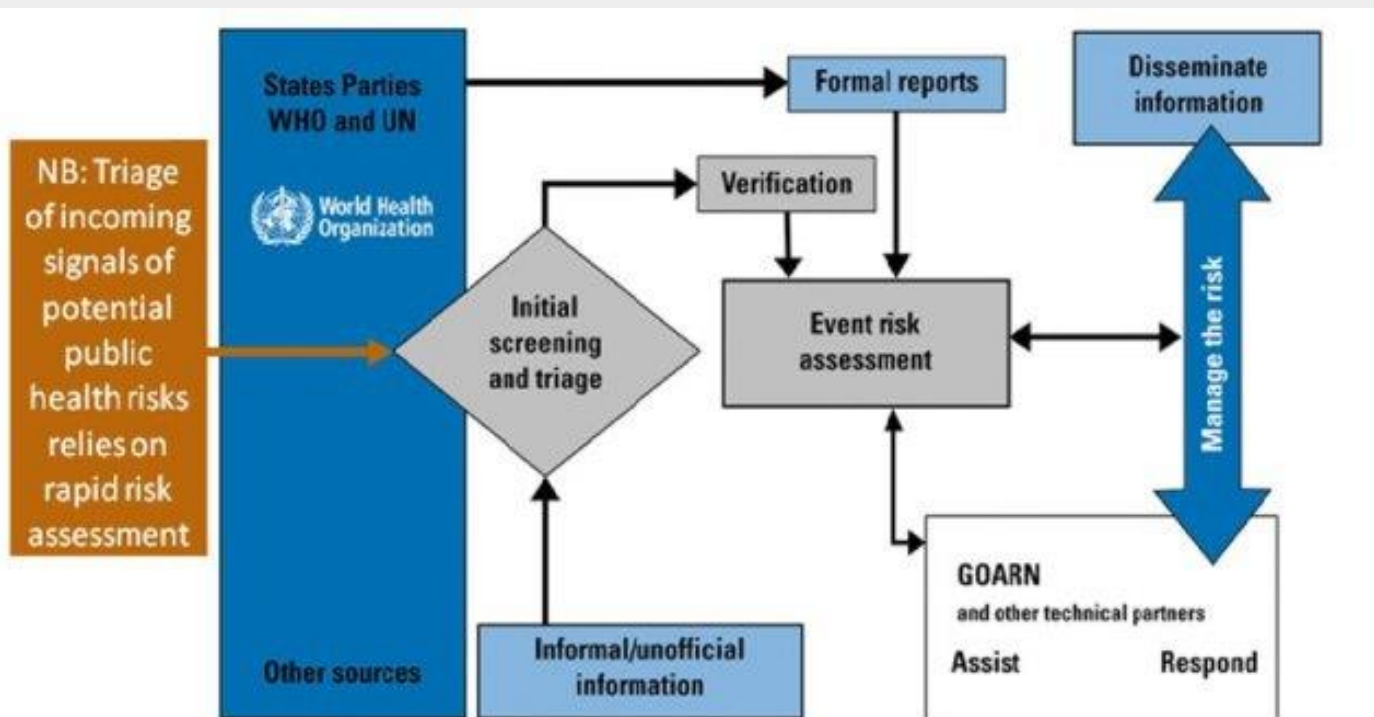 NB: Triage
of incoming
signals of
potential
public
health risks
relies on
rapid risk
assessment
States Parties
WHO and UN
World Health
Organization
Other sources
Initial
screening
and triage
Informal/unofficial
information
Verification
Formal reports
Event risk
assessment
Disseminate
information
Manage the risk
GOARN
and other technical partners
Assist Respond